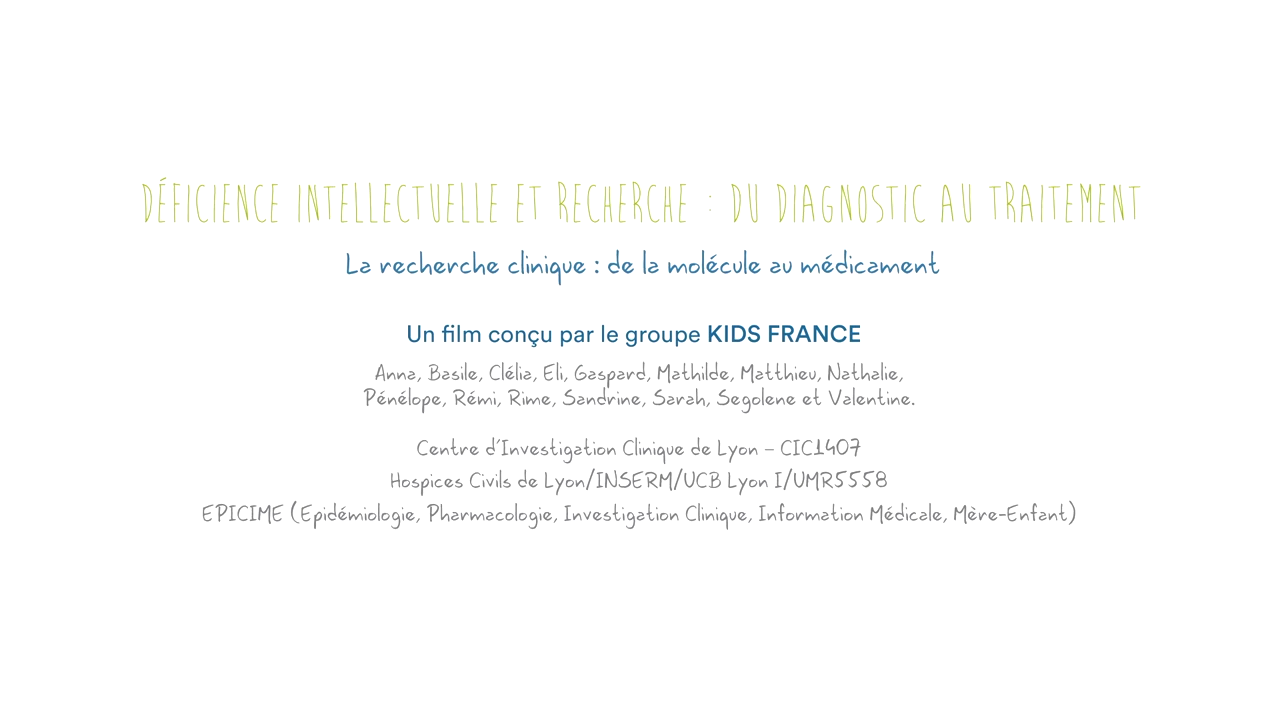 DÉFICIENCE INTELLECTUELLE ET RECHERCHE : DU DIAGNOSTIC AU TRAITEMENT
La recherche clinique : de la molécule au médicament
Un film conçu par le groupe KIDS FRANCE
Anna, Basile, Clélia, Eli, Gaspard, Mathilde, Matthieu, Nathalie,
Pénélope, Rémi, Rime, Sandrine, Sarah, Segolene et Valentine.
Centre d'Investigation Clinique de Lyon – CIC1407
Hospices Civils de Lyon/INSERM/UCB Lyon I/UMR5558
EPICIME (Epidémiologie, Pharmacologie, Investigation Clinique, Information Médicale, Mère-Enfant)